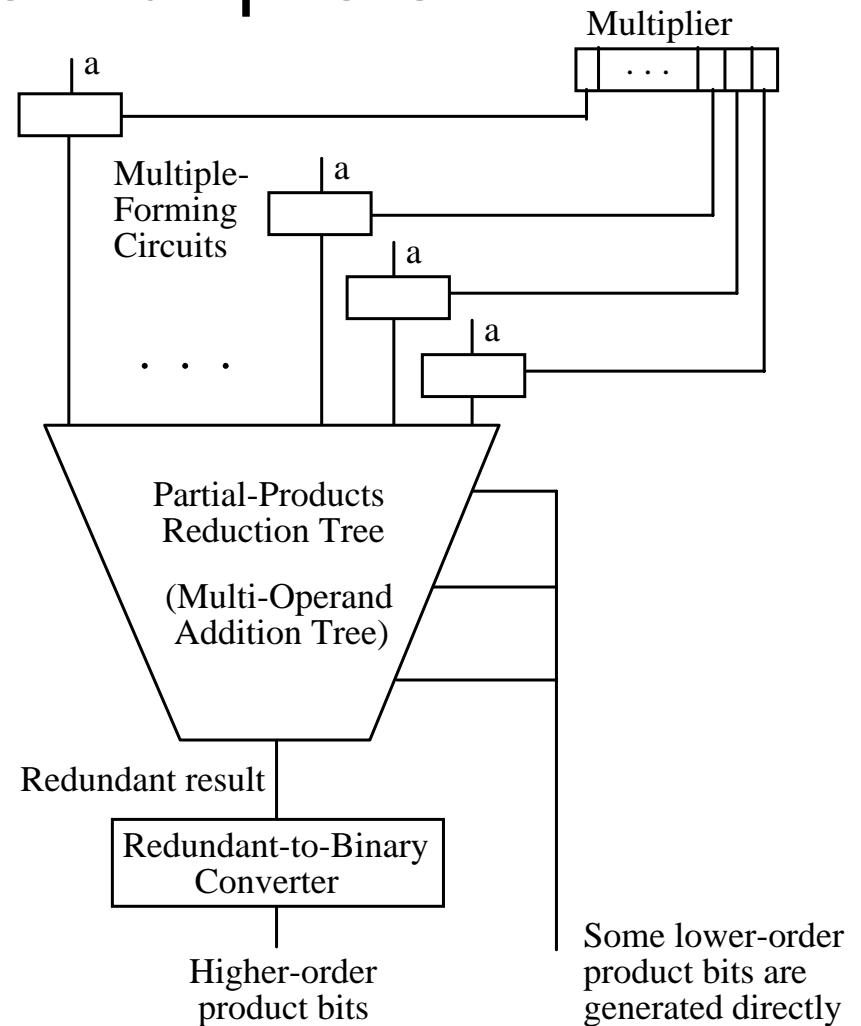 Multiplier
. . .
a
Multiple-
Forming
Circuits
a
a
a
. . .
Partial-Products
Reduction Tree
(Multi-Operand
Addition Tree)
Redundant result
Redundant-to-Binary
Converter
Higher-order
product bits
Some lower-order
product bits are
generated directly